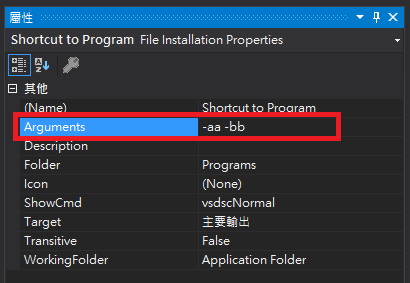 屬性
Shortcut to Program File Installation Properties
其他
(Name) Shortcut to Program
Arguments -aa -bb
Description
Folder Programs
Icon (None)
ShowCmd vsdscNormal
Target 主要輸出
Transitive False
WorkingFolder Application Folder